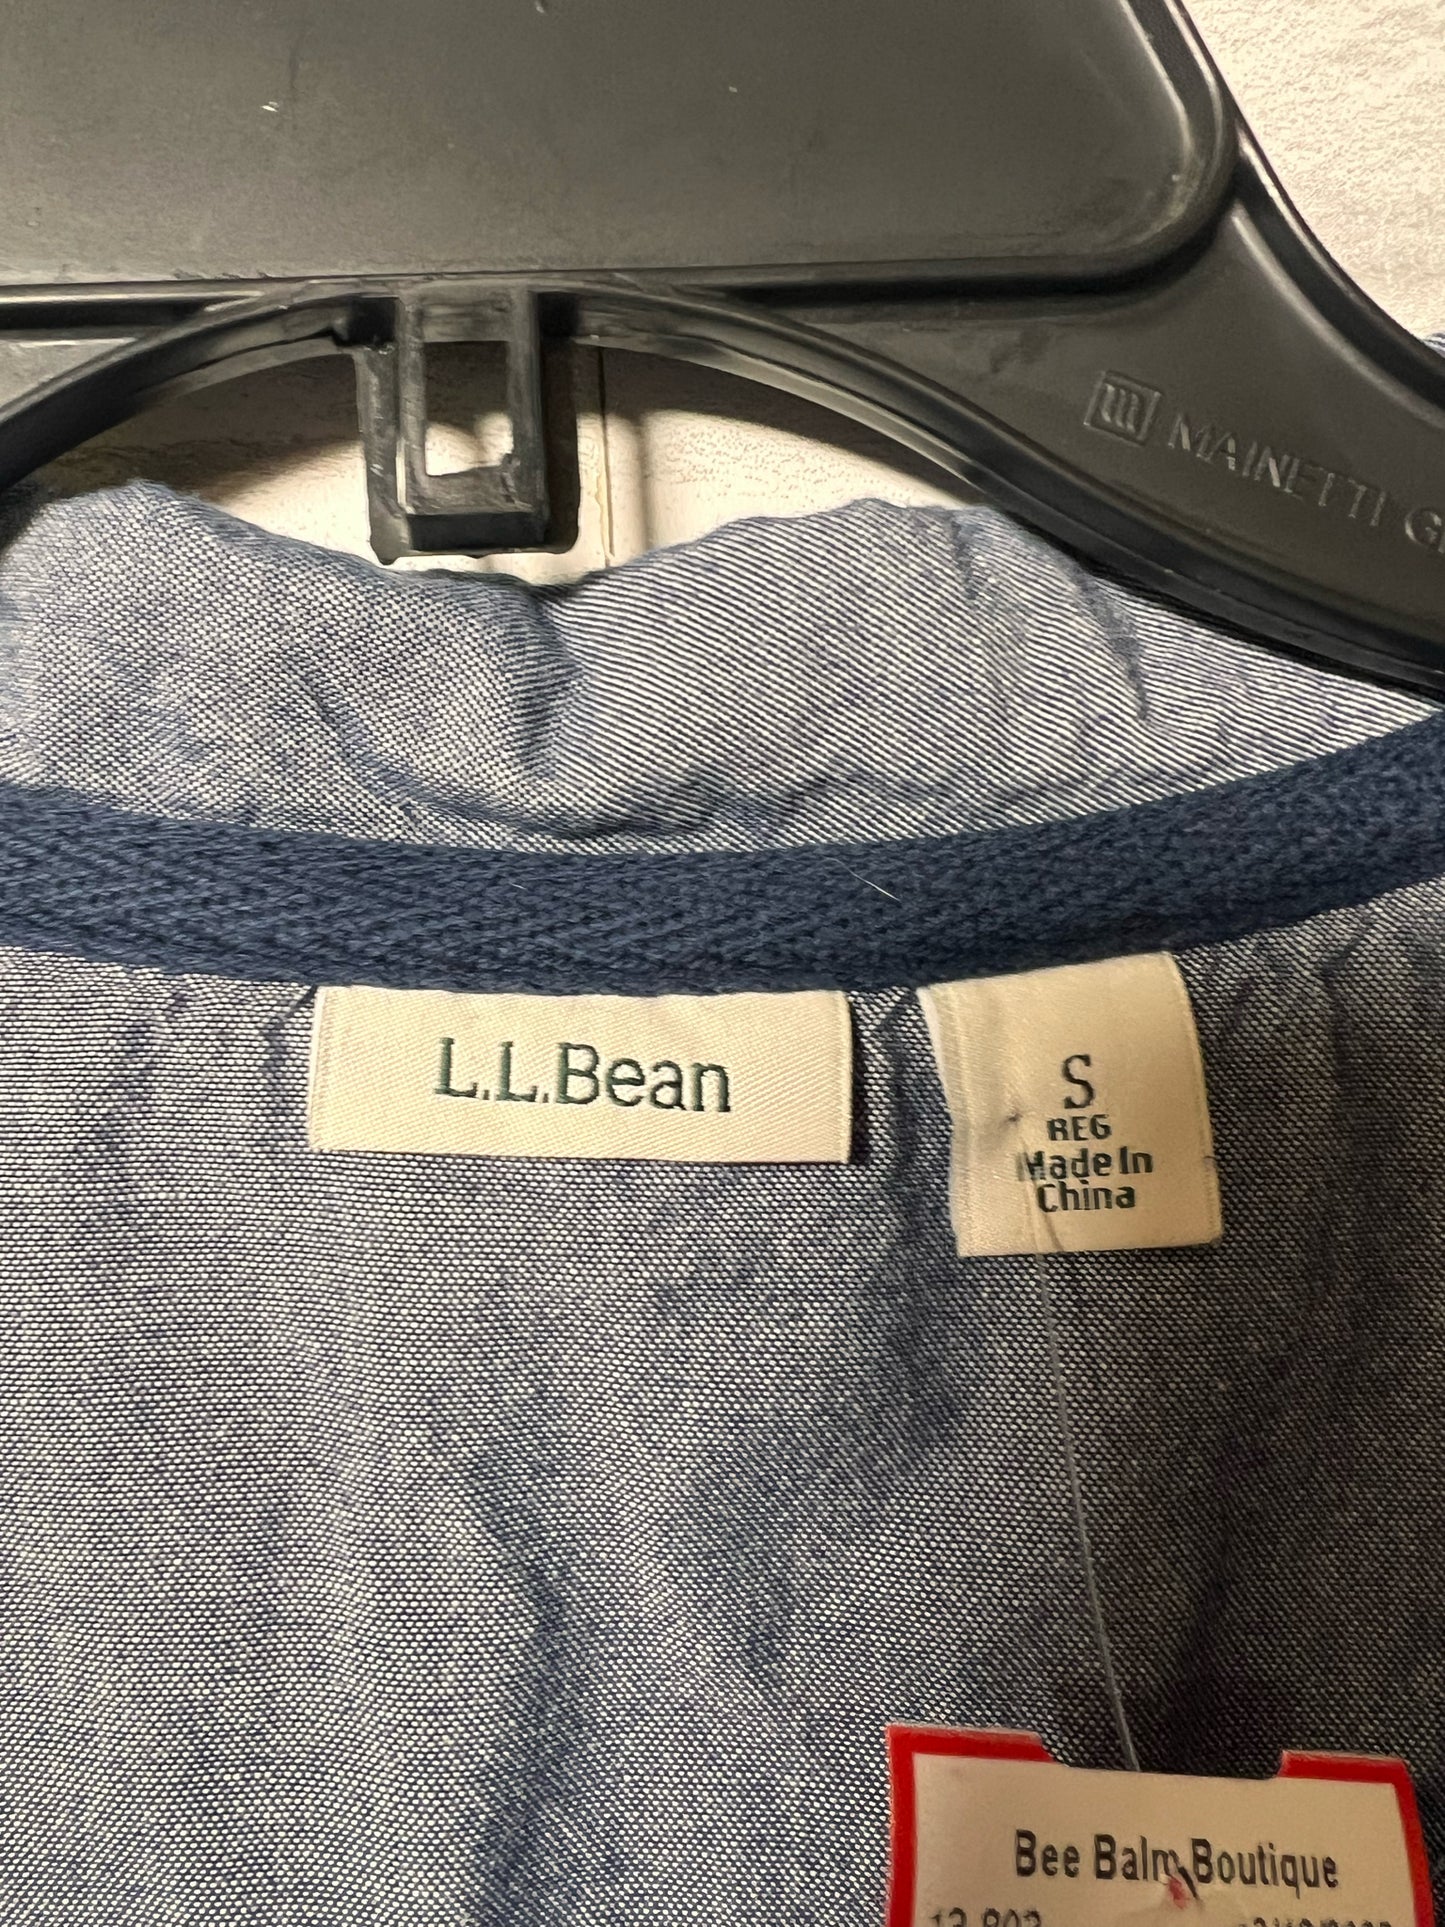 MAINETTI
L.L.Bean
S
REG
Made In
China
Bee Balm Boutique